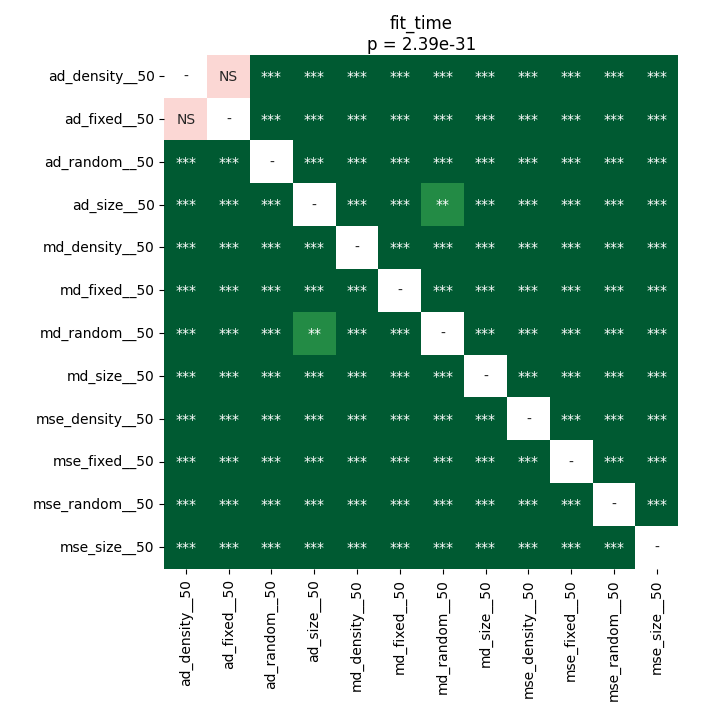 fit_time
p = 2.39e-31
ad_density__50 - NS *** *** *** *** *** *** *** *** *** ***
ad_fixed__50 NS - *** *** *** *** *** *** *** *** *** ***
ad_random__50 *** *** - *** *** *** *** *** *** *** *** ***
ad_size__50 *** *** *** - *** *** ** *** *** *** *** ***
md_density__50 *** *** *** *** - *** *** *** *** *** *** ***
md_fixed__50 *** *** *** *** *** - *** *** *** *** *** ***
md_random__50 *** *** *** ** *** *** - *** *** *** *** ***
md_size__50 *** *** *** *** *** *** *** - *** *** *** ***
mse_density__50 *** *** *** *** *** *** *** *** - *** *** ***
mse_fixed__50 *** *** *** *** *** *** *** *** *** - *** ***
mse_random__50 *** *** *** *** *** *** *** *** *** *** - ***
mse_size__50 *** *** *** *** *** *** *** *** *** *** *** -
ad_density__50
ad_fixed__50
ad_random__50
ad_size__50
md_density__50
md_fixed__50
md_random__50
md_size__50
mse_density__50
mse_fixed__50
mse_random__50
mse_size__50